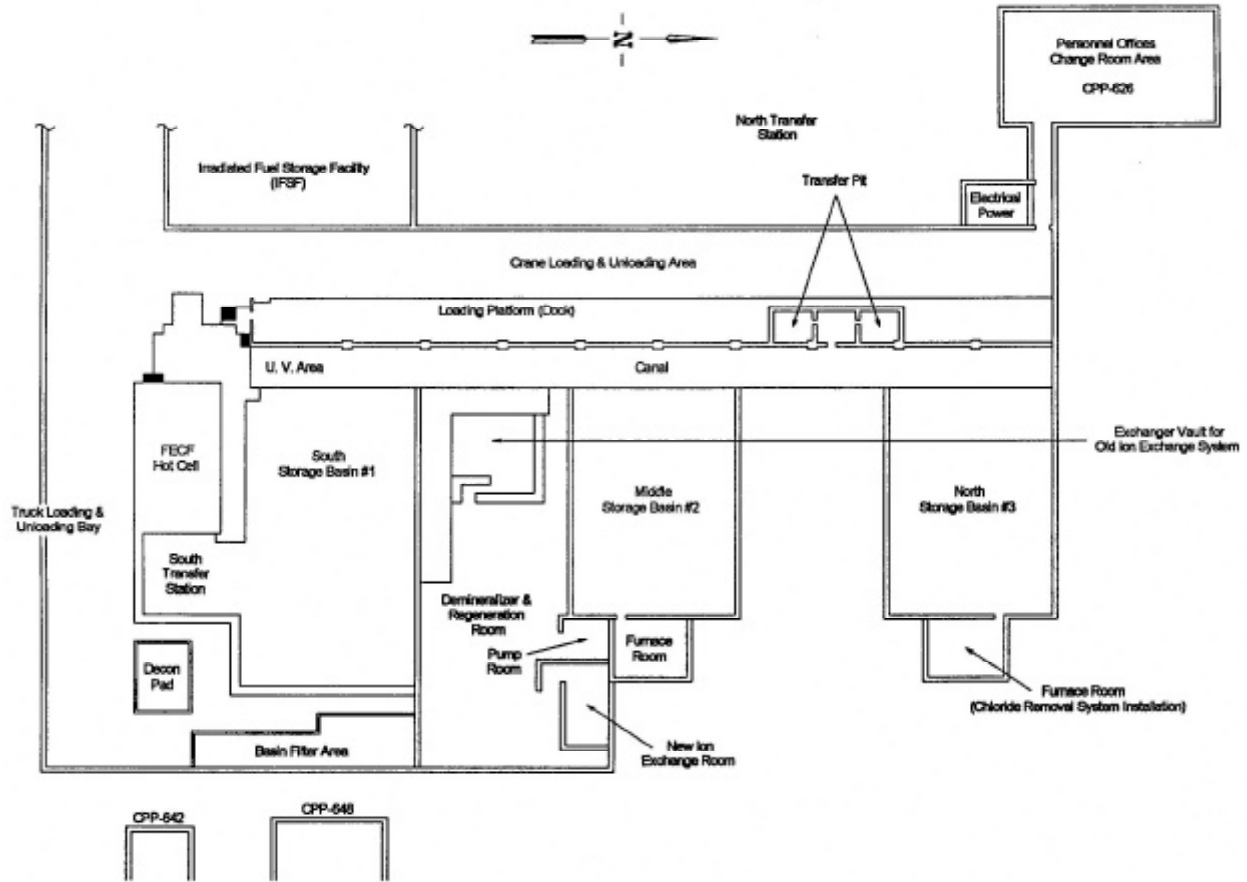 N
Personnel Offices
Change Room Area
CPP-626
North Transfer
Station
Irradiated Fuel Storage Facility
(IFSF)
Transfer Pit
Electrical
Power
Crane Loading & Unloading Area
Loading Platform (Dock)
U. V. Area
Canal
Exchanger Vault for
Old Ion Exchange System
FECF
Hot Cell
South
Storage Basin #1
Middle
Storage Basin #2
North
Storage Basin #3
Truck Loading &
Unloading Bay
South
Transfer
Station
Demineralizer &
Regeneration
Room
Pump
Room
Furnace
Room
Decon
Pad
Furnace Room
(Chloride Removal System Installation)
Basin Filter Area
New Ion
Exchange Room
CPP-642
CPP-648